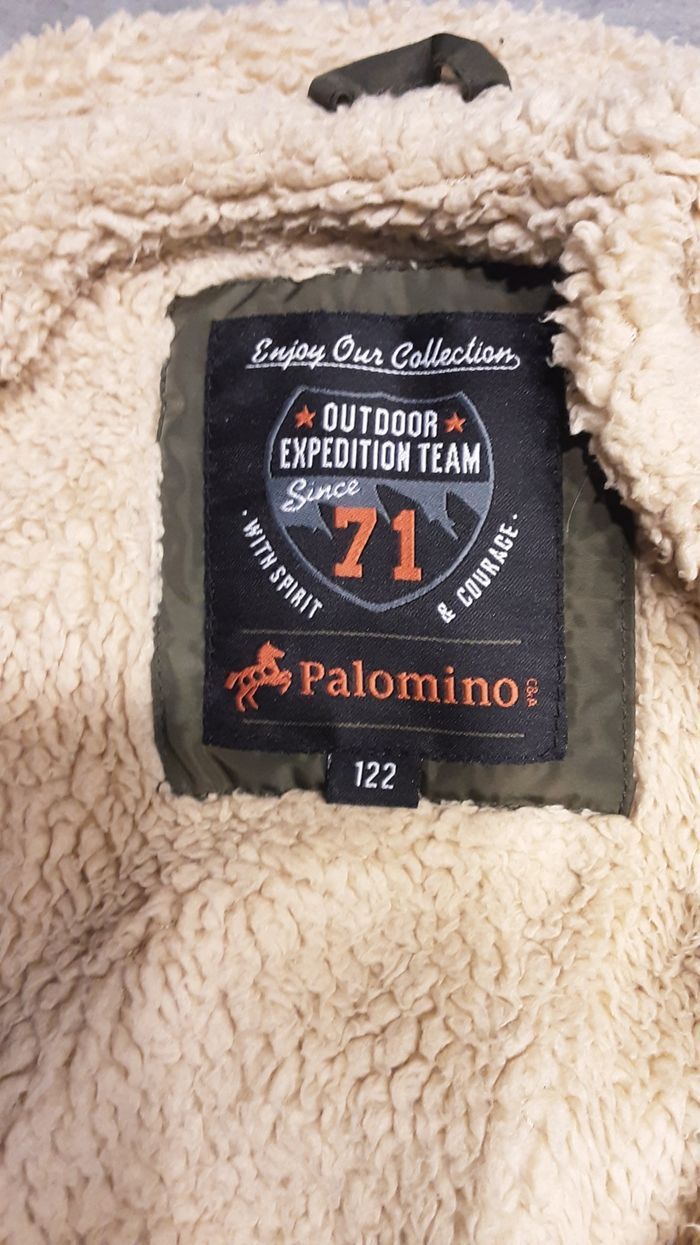 Enjoy Our Collection
OUTDOOR
EXPEDITION TEAM
Since
71
· WITH SPIRIT
& COURAGE ·
Palomino C&A
122